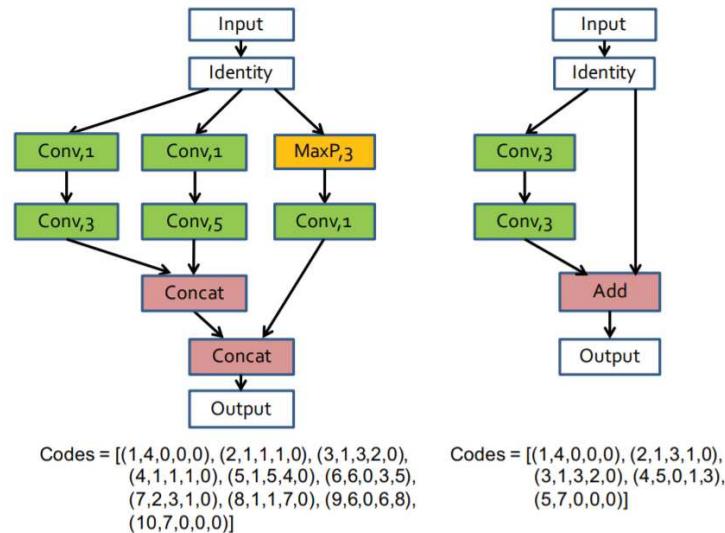 Input
Identity
Conv,1
Conv,1
MaxP,3
Conv,3
Conv,5
Conv,1
Concat
Concat
Output
Codes = [(1,4,0,0,0), (2,1,1,1,0), (3,1,3,2,0),
(4,1,1,1,0), (5,1,5,4,0), (6,6,0,3,5),
(7,2,3,1,0), (8,1,1,7,0), (9,6,0,6,8),
(10,7,0,0,0)]
Input
Identity
Conv,3
Conv,3
Add
Output
Codes = [(1,4,0,0,0), (2,1,3,1,0),
(3,1,3,2,0), (4,5,0,1,3),
(5,7,0,0,0)]